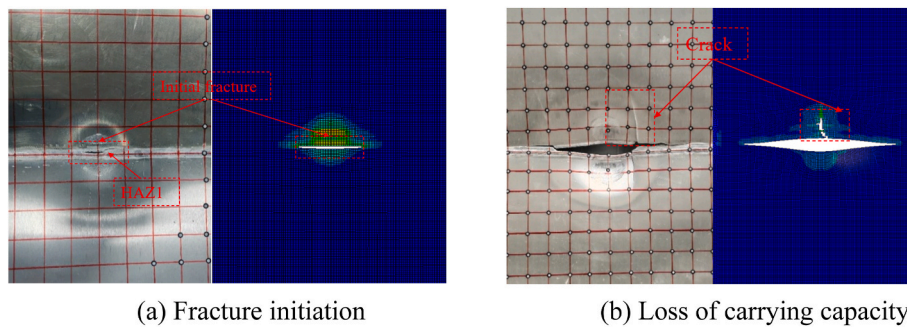 Initial fracture
HAZ1
Crack
(a) Fracture initiation
(b) Loss of carrying capacity